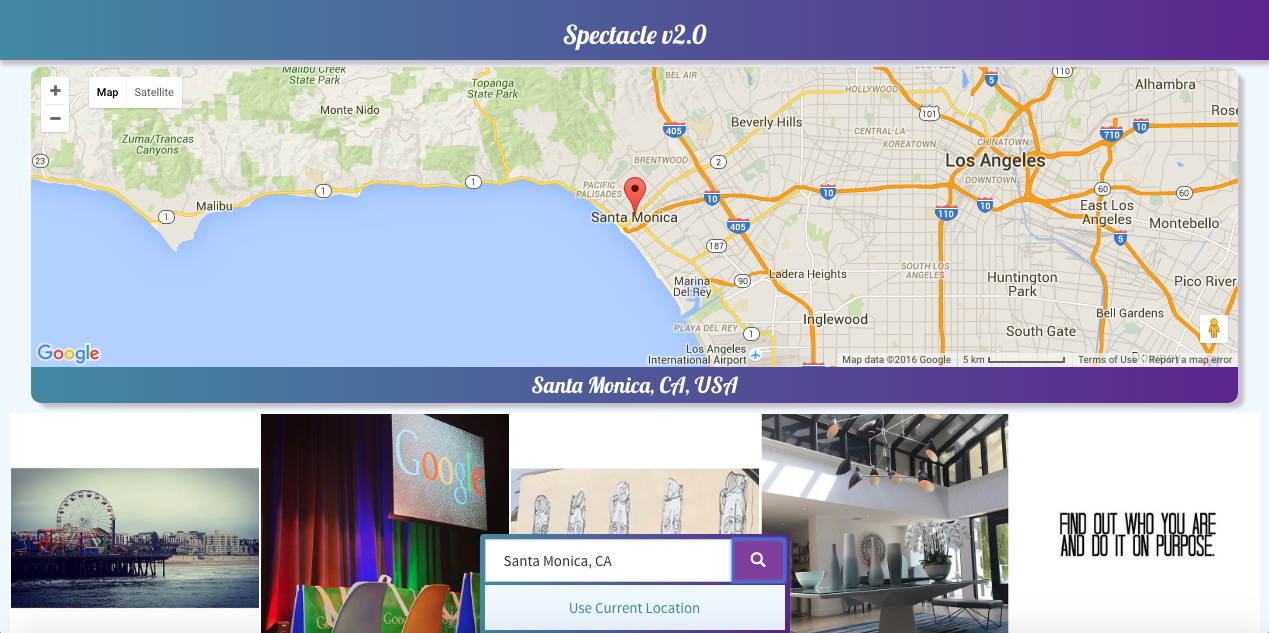 Spectacle v2.0
Map
Satellite
Malibu Creek
State Park
Topanga
State Park
BEL AIR
HOLLYWOOD
5
110
Alhambra
Monte Nido
405
Beverly Hills
101
CENTRAL LA
KOREATOWN
CHINATOWN
710
10
Rose
Zuma/Trancas
Canyons
BRENTWOOD
2
Los Angeles
DOWNTOWN
23
1
1
PACIFIC
PALISADES
10
10
10
60
60
1
Malibu
Santa Monica
110
East Los
Angeles
Montebello
405
187
5
Marina
Del Rey
90
Ladera Heights
SOUTH LOS
ANGELES
Huntington
Park
Pico River
PLAYA DEL REY
Inglewood
Bell Gardens
1
South Gate
Google
Los Angeles
International Airport
Map data ©2016 Google
5 km
Terms of Use
Report a map error
Santa Monica, CA, USA
Google
FIND OUT WHO YOU ARE
AND DO IT ON PURPOSE.
Santa Monica, CA
Use Current Location